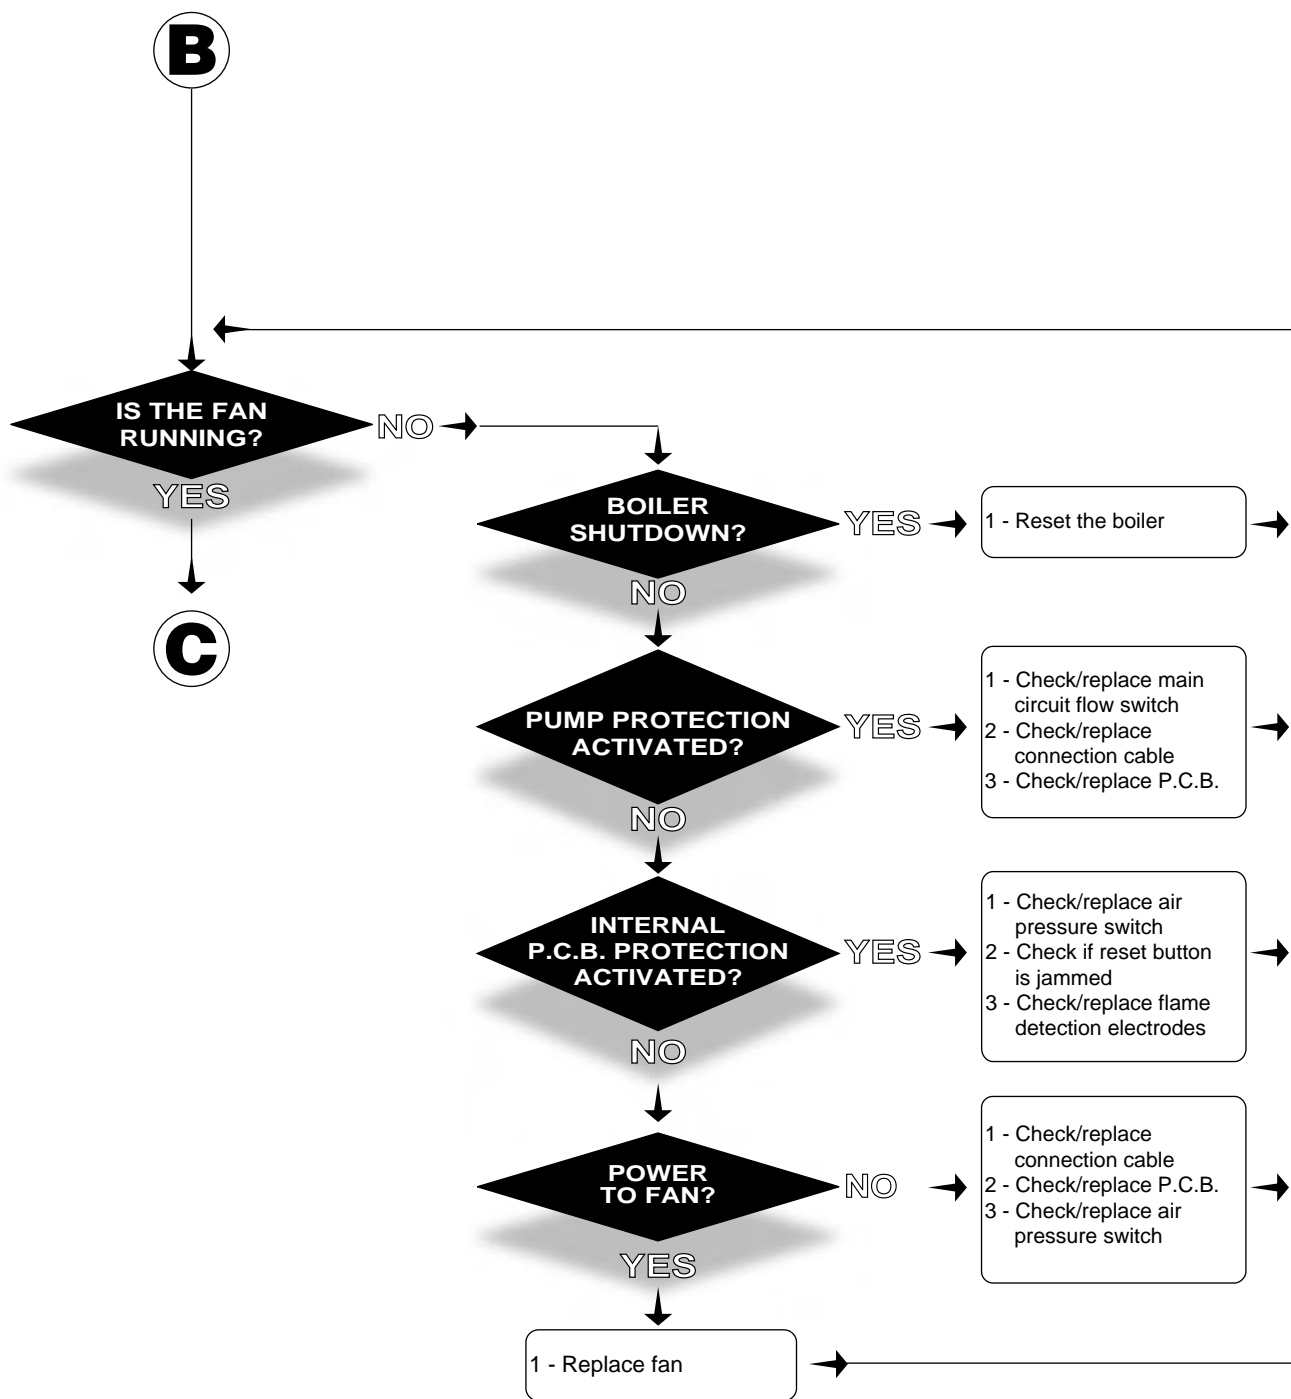 B
IS THE FAN
RUNNING?
NO
YES
C
BOILER
SHUTDOWN?
YES
NO
1 - Reset the boiler
PUMP PROTECTION
ACTIVATED?
YES
NO
1 - Check/replace main
circuit flow switch
2 - Check/replace
connection cable
3 - Check/replace P.C.B.
INTERNAL
P.C.B. PROTECTION
ACTIVATED?
YES
NO
1 - Check/replace air
pressure switch
2 - Check if reset button
is jammed
3 - Check/replace flame
detection electrodes
POWER
TO FAN?
NO
YES
1 - Check/replace
connection cable
2 - Check/replace P.C.B.
3 - Check/replace air
pressure switch
1 - Replace fan